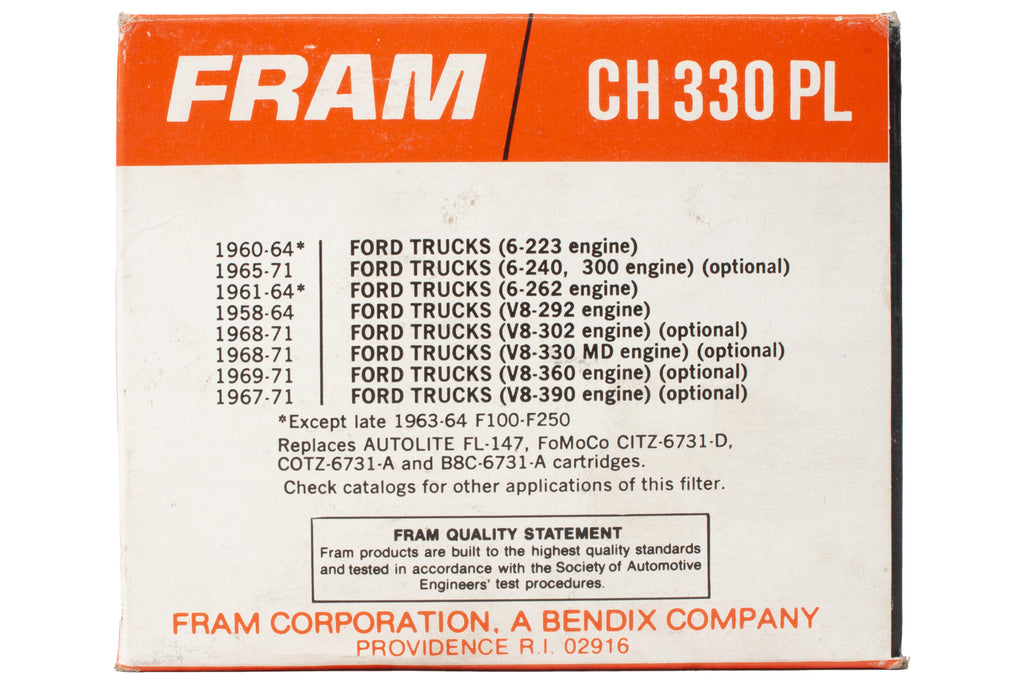 FRAM / CH 330 PL
1960-64* | FORD TRUCKS (6-223 engine)
1965-71 | FORD TRUCKS (6-240, 300 engine) (optional)
1961-64* | FORD TRUCKS (6-262 engine)
1958-64 | FORD TRUCKS (V8-292 engine)
1968-71 | FORD TRUCKS (V8-302 engine) (optional)
1968-71 | FORD TRUCKS (V8-330 MD engine) (optional)
1969-71 | FORD TRUCKS (V8-360 engine) (optional)
1967-71 | FORD TRUCKS (V8-390 engine) (optional)
*Except late 1963-64 F100-F250
Replaces AUTOLITE FL-147, FoMoCo CITZ-6731-D,
COTZ-6731-A and B8C-6731-A cartridges.
Check catalogs for other applications of this filter.
FRAM QUALITY STATEMENT
Fram products are built to the highest quality standards
and tested in accordance with the Society of Automotive
Engineers' test procedures.
FRAM CORPORATION, A BENDIX COMPANY
PROVIDENCE R.I. 02916